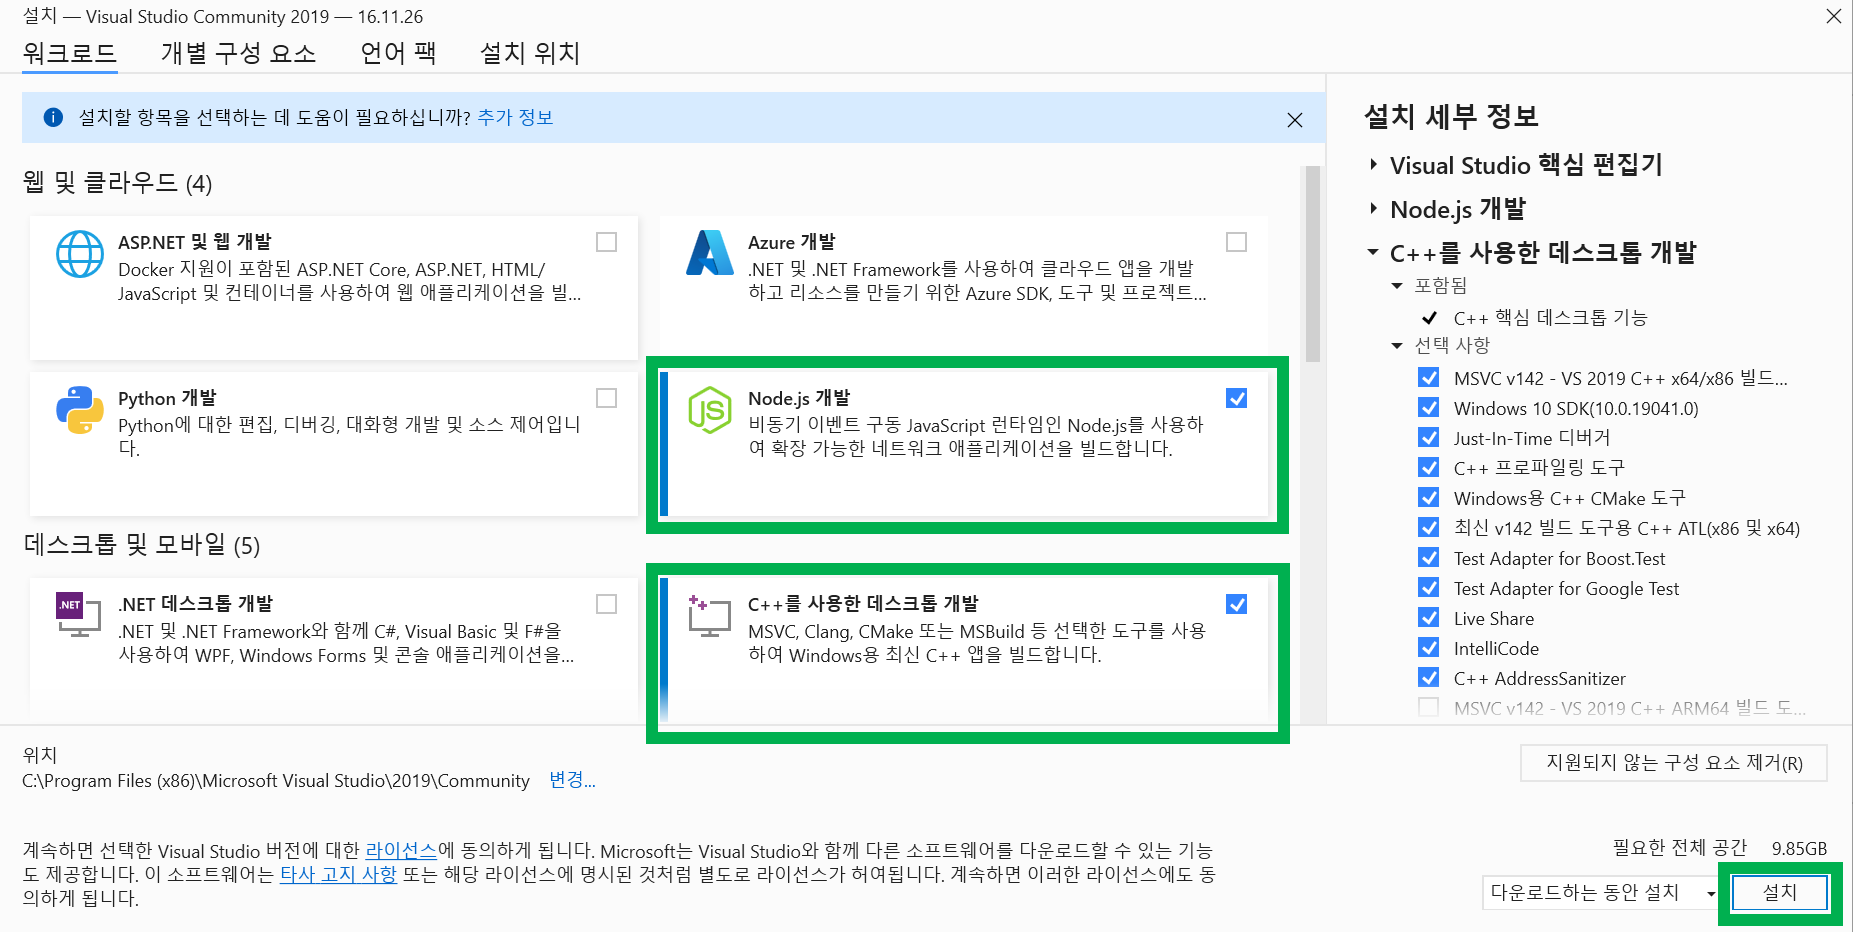 설치 — Visual Studio Community 2019 — 16.11.26
워크로드 개별 구성 요소 언어 팩 설치 위치
설치할 항목을 선택하는 데 도움이 필요하십니까? 추가 정보
웹 및 클라우드 (4)
ASP.NET 및 웹 개발
Docker 지원이 포함된 ASP.NET Core, ASP.NET, HTML/
JavaScript 및 컨테이너를 사용하여 웹 애플리케이션을 빌...
Azure 개발
.NET 및 .NET Framework를 사용하여 클라우드 앱을 개발
하고 리소스를 만들기 위한 Azure SDK, 도구 및 프로젝트...
Python 개발
Python에 대한 편집, 디버깅, 대화형 개발 및 소스 제어입니
다.
JS
Node.js 개발
비동기 이벤트 구동 JavaScript 런타임인 Node.js를 사용하
여 확장 가능한 네트워크 애플리케이션을 빌드합니다.
데스크톱 및 모바일 (5)
.NET
.NET 데스크톱 개발
.NET 및 .NET Framework와 함께 C#, Visual Basic 및 F#을
사용하여 WPF, Windows Forms 및 콘솔 애플리케이션을...
C++를 사용한 데스크톱 개발
MSVC, Clang, CMake 또는 MSBuild 등 선택한 도구를 사용
하여 Windows용 최신 C++ 앱을 빌드합니다.
설치 세부 정보
Visual Studio 핵심 편집기
Node.js 개발
C++를 사용한 데스크톱 개발
포함됨
C++ 핵심 데스크톱 기능
선택 사항
MSVC v142 - VS 2019 C++ x64/x86 빌드...
Windows 10 SDK(10.0.19041.0)
Just-In-Time 디버거
C++ 프로파일링 도구
Windows용 C++ CMake 도구
최신 v142 빌드 도구용 C++ ATL(x86 및 x64)
Test Adapter for Boost.Test
Test Adapter for Google Test
Live Share
IntelliCode
C++ AddressSanitizer
MSVC v142 - VS 2019 C++ ARM64 빌드 도...
위치
C:\Program Files (x86)\Microsoft Visual Studio\2019\Community 변경...
지원되지 않는 구성 요소 제거(R)
계속하면 선택한 Visual Studio 버전에 대한 라이선스에 동의하게 됩니다. Microsoft는 Visual Studio와 함께 다른 소프트웨어를 다운로드할 수 있는 기능
도 제공합니다. 이 소프트웨어는 타사 고지 사항 또는 해당 라이선스에 명시된 것처럼 별도로 라이선스가 허여됩니다. 계속하면 이러한 라이선스에도 동
의하게 됩니다.
필요한 전체 공간 9.85GB
다운로드하는 동안 설치 설치